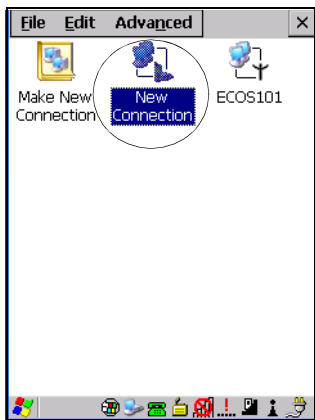 File Edit Advanced ×
Make New Connection
New Connection
ECOS101